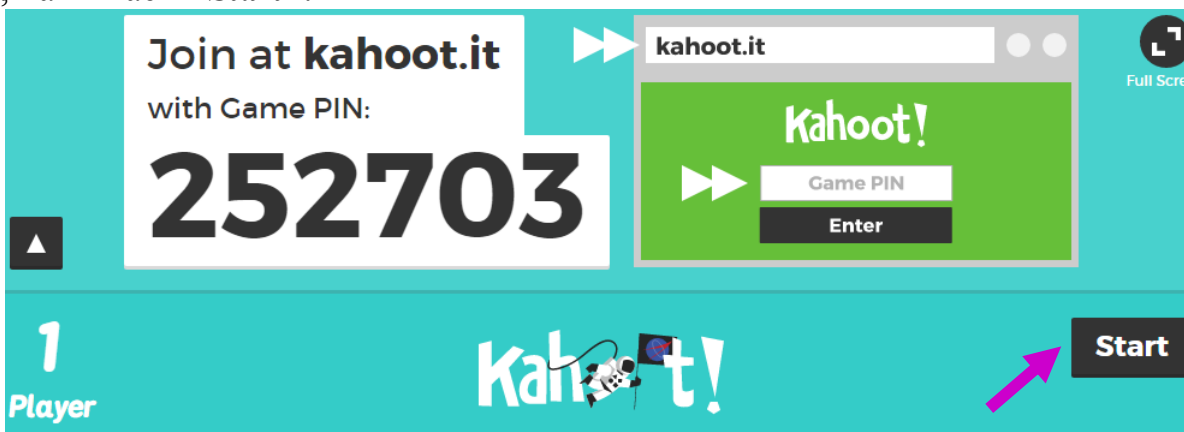 Join at kahoot.it
with Game PIN:
252703
kahoot.it
Kahoot!
Game PIN
Enter
Full Scre
▲
1
Player
Kahoot!
Start